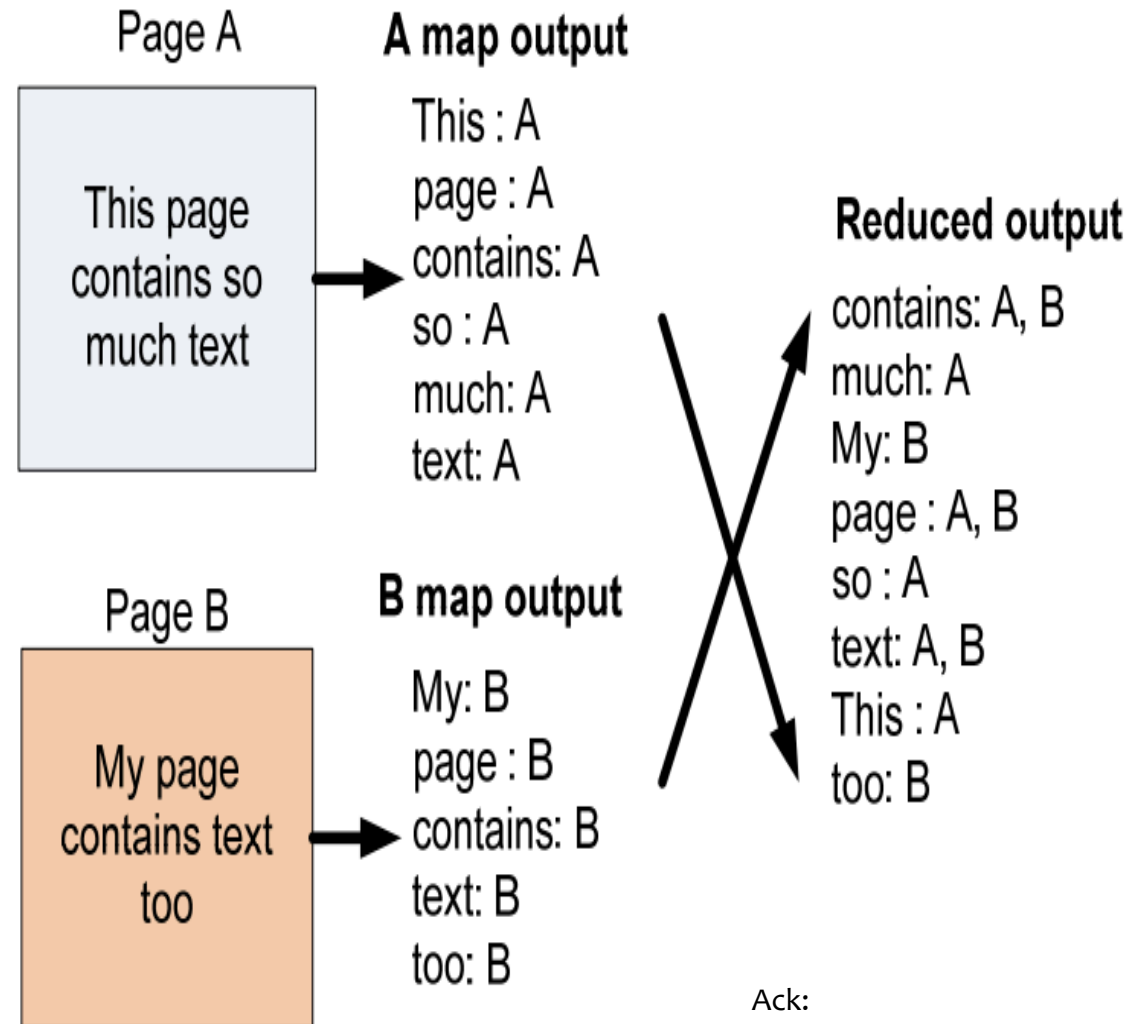 Page A
This page
contains so
much text
A map output
This : A
page : A
contains: A
so : A
much: A
text: A
Page B
My page
contains text
too
B map output
My: B
page : B
contains: B
text: B
too: B
Reduced output
contains: A, B
much: A
My: B
page : A, B
so : A
text: A, B
This : A
too: B
Ack: